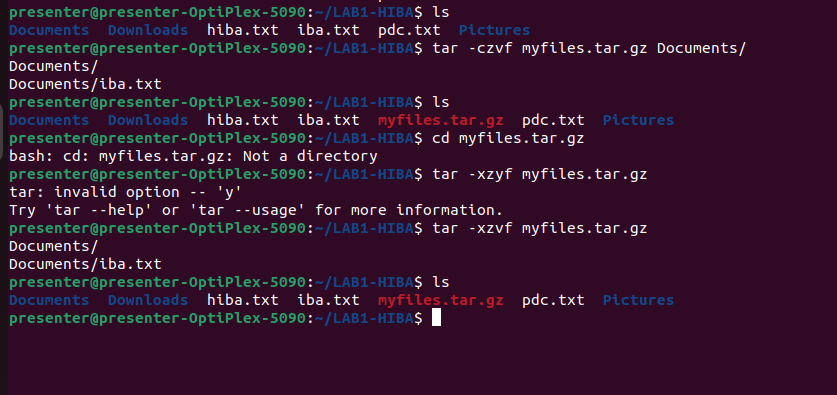 presenter@presenter-OptiPlex-5090:~/LAB1-HIBA$ ls
Documents  Downloads  hiba.txt  iba.txt  pdc.txt  Pictures
presenter@presenter-OptiPlex-5090:~/LAB1-HIBA$ tar -czvf myfiles.tar.gz Documents/
Documents/
Documents/iba.txt
presenter@presenter-OptiPlex-5090:~/LAB1-HIBA$ ls
Documents  Downloads  hiba.txt  iba.txt  myfiles.tar.gz  pdc.txt  Pictures
presenter@presenter-OptiPlex-5090:~/LAB1-HIBA$ cd myfiles.tar.gz
bash: cd: myfiles.tar.gz: Not a directory
presenter@presenter-OptiPlex-5090:~/LAB1-HIBA$ tar -xzyf myfiles.tar.gz
tar: invalid option -- 'y'
Try 'tar --help' or 'tar --usage' for more information.
presenter@presenter-OptiPlex-5090:~/LAB1-HIBA$ tar -xzvf myfiles.tar.gz
Documents/
Documents/iba.txt
presenter@presenter-OptiPlex-5090:~/LAB1-HIBA$ ls
Documents  Downloads  hiba.txt  iba.txt  myfiles.tar.gz  pdc.txt  Pictures
presenter@presenter-OptiPlex-5090:~/LAB1-HIBA$